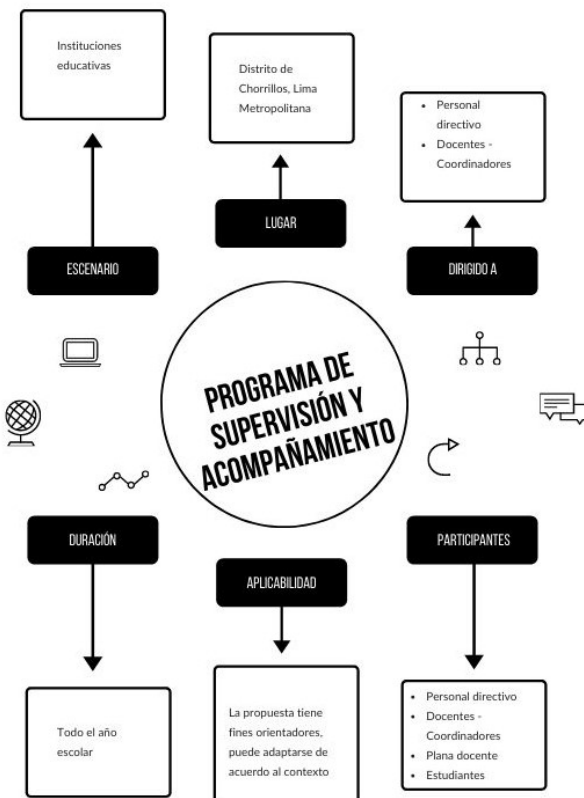 Instituciones
educativas
Distrito de
Chorrillos, Lima
Metropolitana
• Personal
directivo
• Docentes -
Coordinadores
LUGAR
ESCENARIO
DIRIGIDO A
PROGRAMA DE
SUPERVISIÓN Y
ACOMPAÑAMIENTO
DURACIÓN
APLICABILIDAD
PARTICIPANTES
Todo el año
escolar
La propuesta tiene
fines orientadores,
puede adaptarse de
acuerdo al contexto
• Personal directivo
• Docentes -
Coordinadores
• Plana docente
• Estudiantes